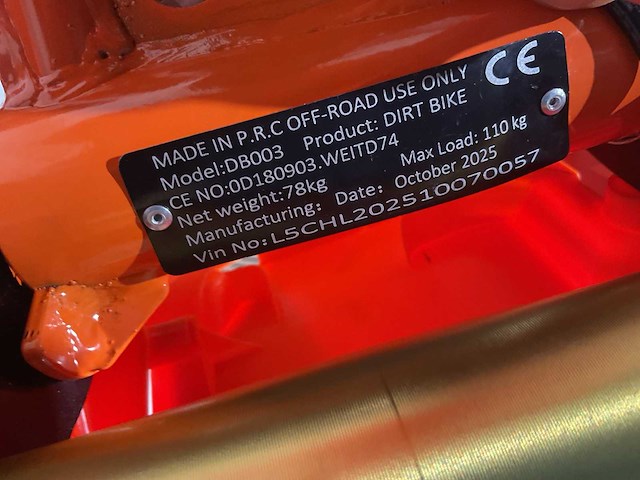 MADE IN P.R.C OFF-ROAD USE ONLY CE
Model:DB003 Product: DIRT BIKE
CE NO:0D180903.WEITD74
Net weight:78kg Max Load: 110 kg
Manufacturing: Date: October 2025
Vin No: L5CHL202510070057